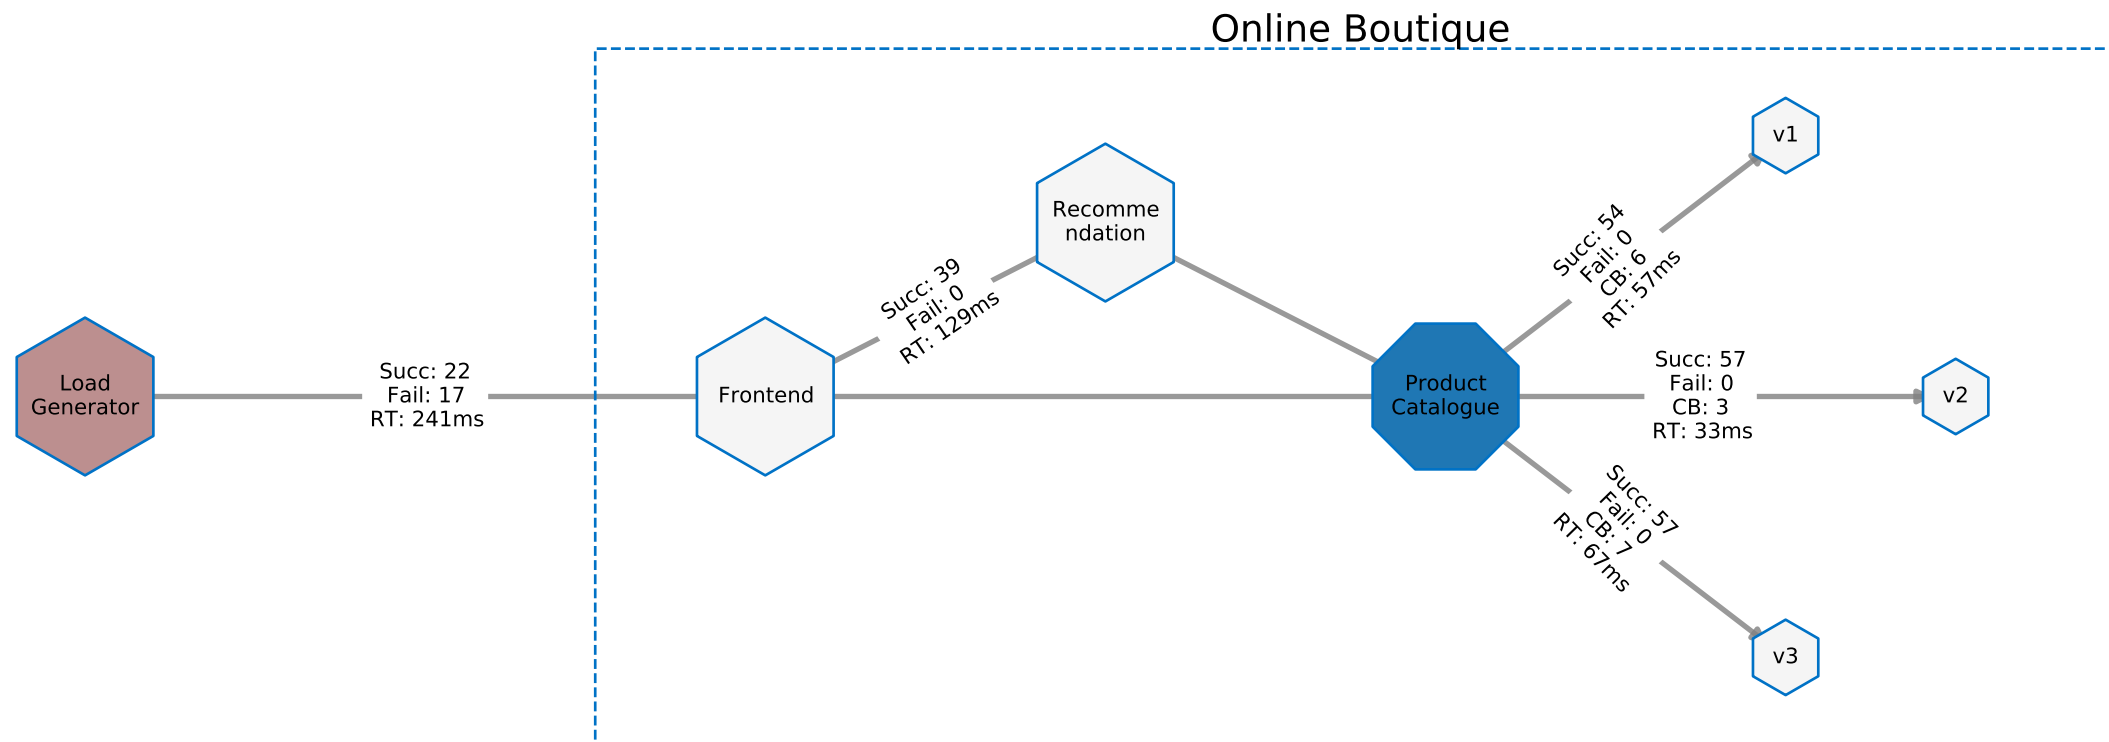 Online Boutique
Load
Generator
Succ: 22
Fail: 17
RT: 241ms
Frontend
Succ: 39
Fail: 0
RT: 129ms
Recomme
ndation
Product
Catalogue
Succ: 54
Fail: 0
CB: 6
RT: 57ms
v1
Succ: 57
Fail: 0
CB: 3
RT: 33ms
v2
Succ: 57
Fail: 0
CB: 7
RT: 67ms
v3